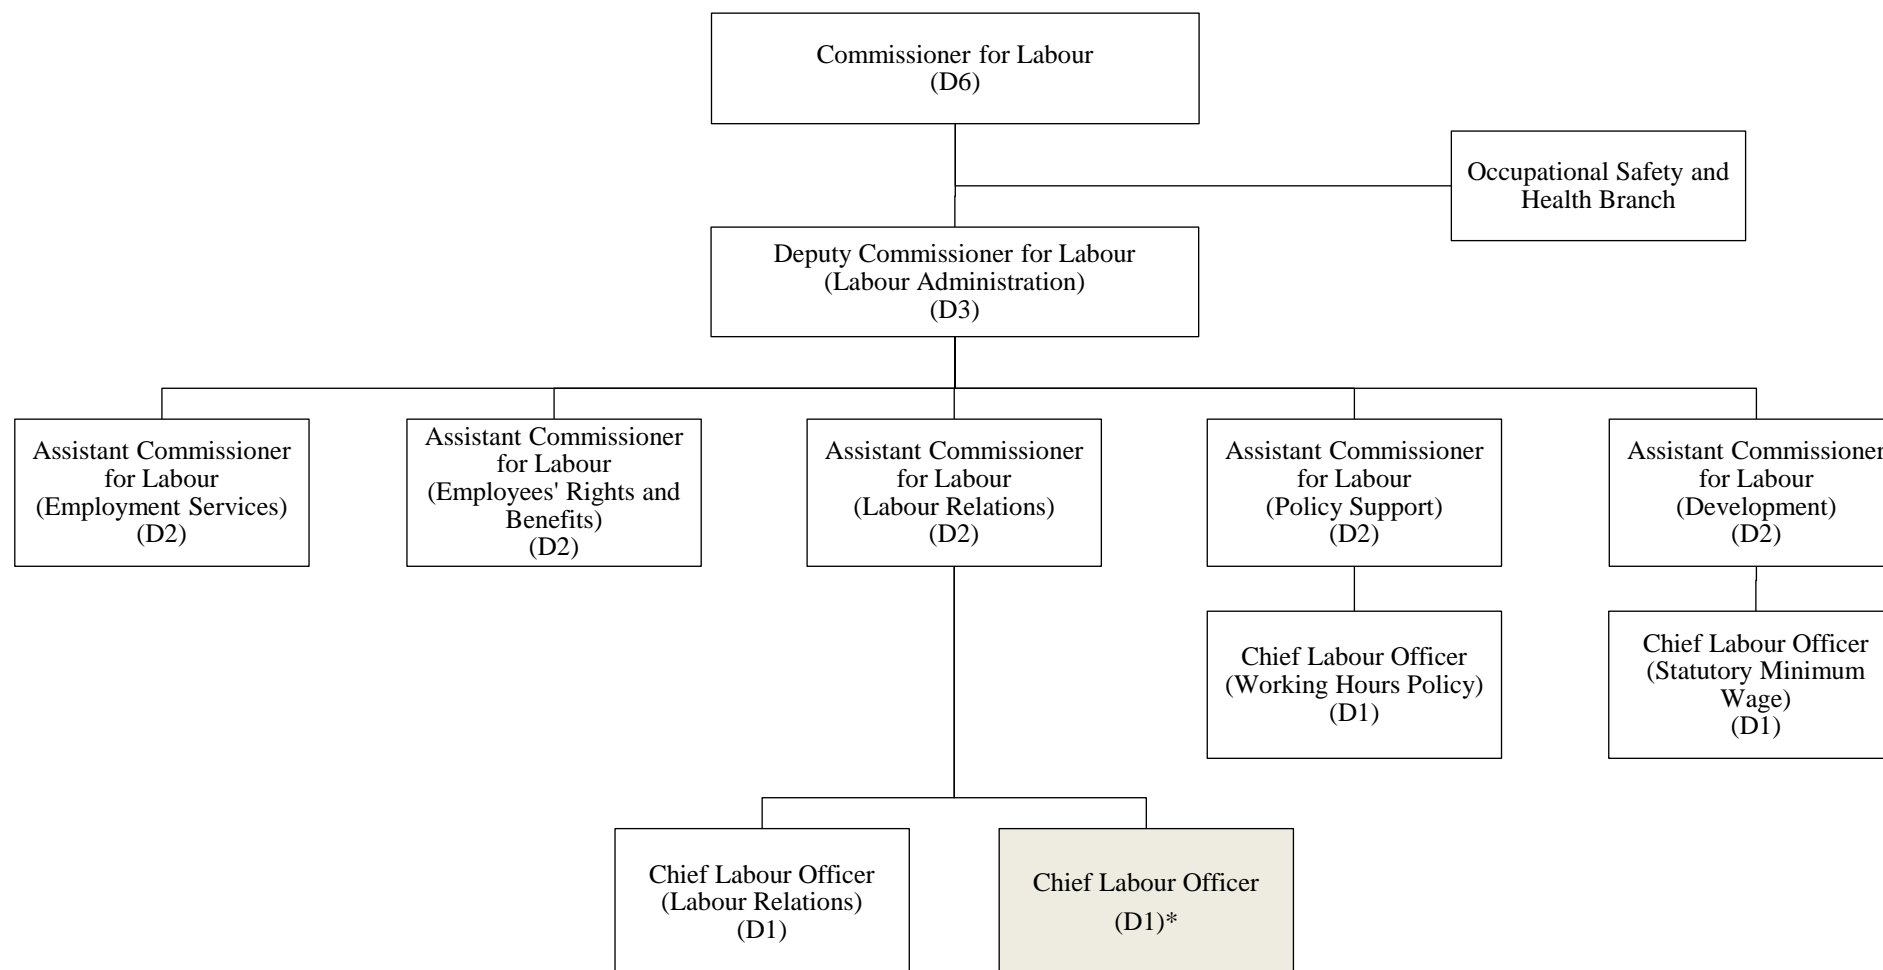 Commissioner for Labour
(D6)
Occupational Safety and
Health Branch
Deputy Commissioner for Labour
(Labour Administration)
(D3)
Assistant Commissioner
for Labour
(Employment Services)
(D2)
Assistant Commissioner
for Labour
(Employees' Rights and
Benefits)
(D2)
Assistant Commissioner
for Labour
(Labour Relations)
(D2)
Assistant Commissioner
for Labour
(Policy Support)
(D2)
Assistant Commissioner
for Labour
(Development)
(D2)
Chief Labour Officer
(Working Hours Policy)
(D1)
Chief Labour Officer
(Statutory Minimum
Wage)
(D1)
Chief Labour Officer
(Labour Relations)
(D1)
Chief Labour Officer
(D1)*